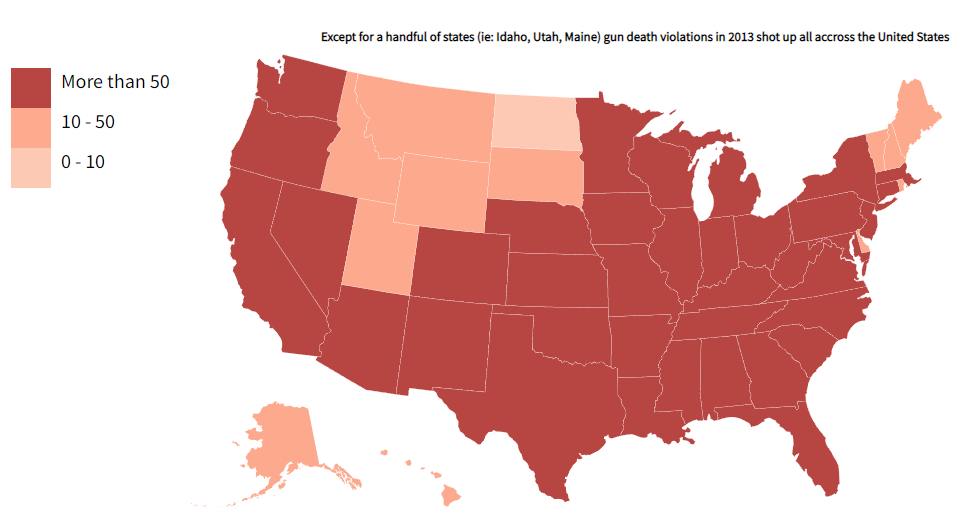 Except for a handful of states (ie: Idaho, Utah, Maine) gun death violations in 2013 shot up all accross the United States
More than 50
10 - 50
0 - 10